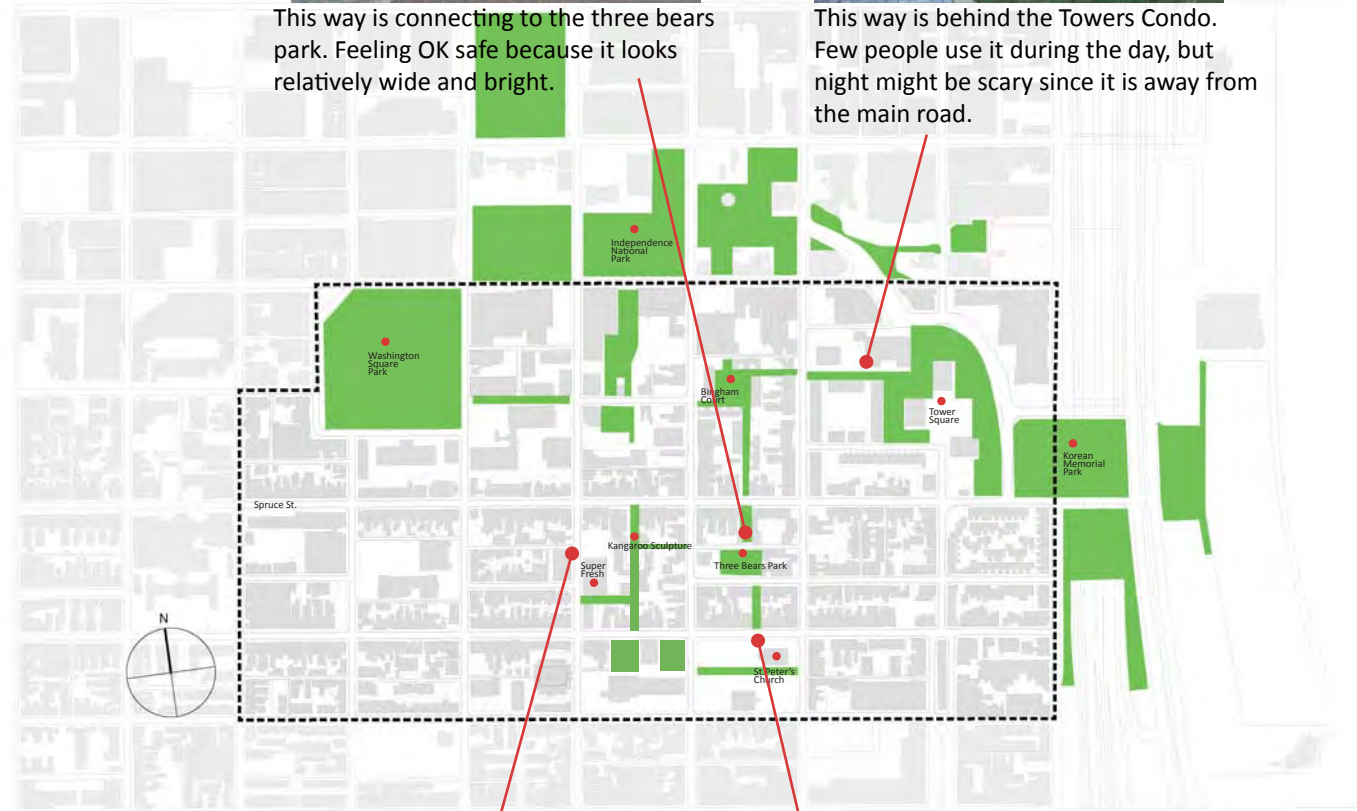 This way is connecting to the three bears
park. Feeling OK safe because it looks
relatively wide and bright.
This way is behind the Towers Condo.
Few people use it during the day, but
night might be scary since it is away from
the main road.
Independence
National
Park
Washington
Square
Park
Bingham
Court
Tower
Square
Korean
Memorial
Park
Spruce St.
Kangaroo Sculpture
Super
Fresh
Three Bears Park
N
St Peter's
Church